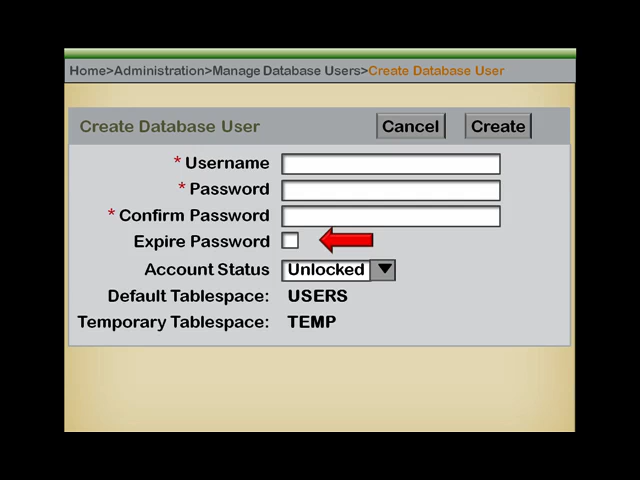 Home>Administration>Manage Database Users>Create Database User
Create Database User
Cancel
Create
* Username
* Password
* Confirm Password
Expire Password
Account Status Unlocked
Default Tablespace: USERS
Temporary Tablespace: TEMP